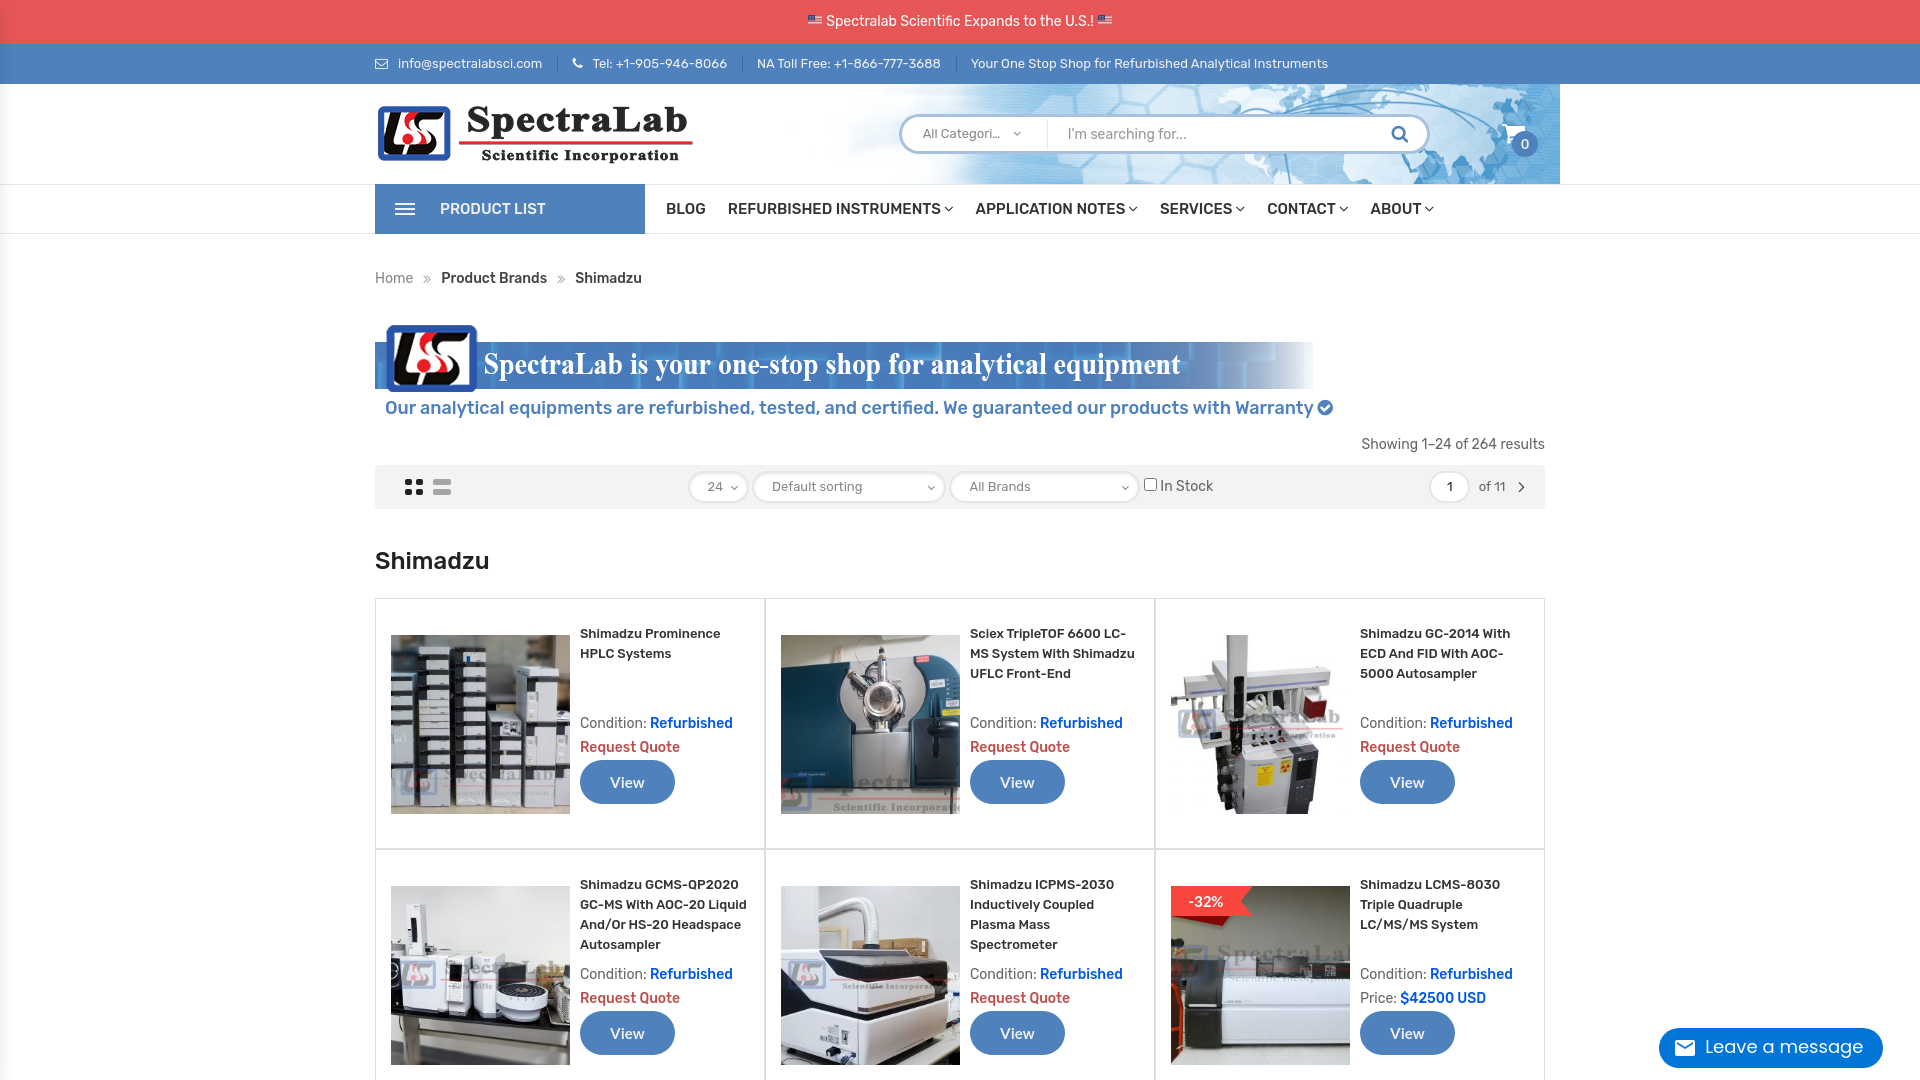 Spectralab Scientific Expands to the U.S.!
info@spectralabsci.com
Tel: +1-905-946-8066
NA Toll Free: +1-866-777-3688
Your One Stop Shop for Refurbished Analytical Instruments
SpectraLab
Scientific Incorporation
All Categori...
I'm searching for...
0
PRODUCT LIST
BLOG
REFURBISHED INSTRUMENTS
APPLICATION NOTES
SERVICES
CONTACT
ABOUT
Home » Product Brands » Shimadzu
SpectraLab is your one-stop shop for analytical equipment
Our analytical equipments are refurbished, tested, and certified. We guaranteed our products with Warranty
Showing 1–24 of 264 results
24
Default sorting
All Brands
In Stock
1 of 11
Shimadzu
Shimadzu Prominence
HPLC Systems
Condition: Refurbished
Request Quote
View
Sciex TripleTOF 6600 LC-
MS System With Shimadzu
UFLC Front-End
Condition: Refurbished
Request Quote
View
Shimadzu GC-2014 With
ECD And FID With AOC-
5000 Autosampler
Condition: Refurbished
Request Quote
View
Shimadzu GCMS-QP2020
GC-MS With AOC-20 Liquid
And/Or HS-20 Headspace
Autosampler
Condition: Refurbished
Request Quote
View
Shimadzu ICPMS-2030
Inductively Coupled
Plasma Mass
Spectrometer
Condition: Refurbished
Request Quote
View
-32%
Shimadzu LCMS-8030
Triple Quadruple
LC/MS/MS System
Condition: Refurbished
Price: $42500 USD
View
Leave a message